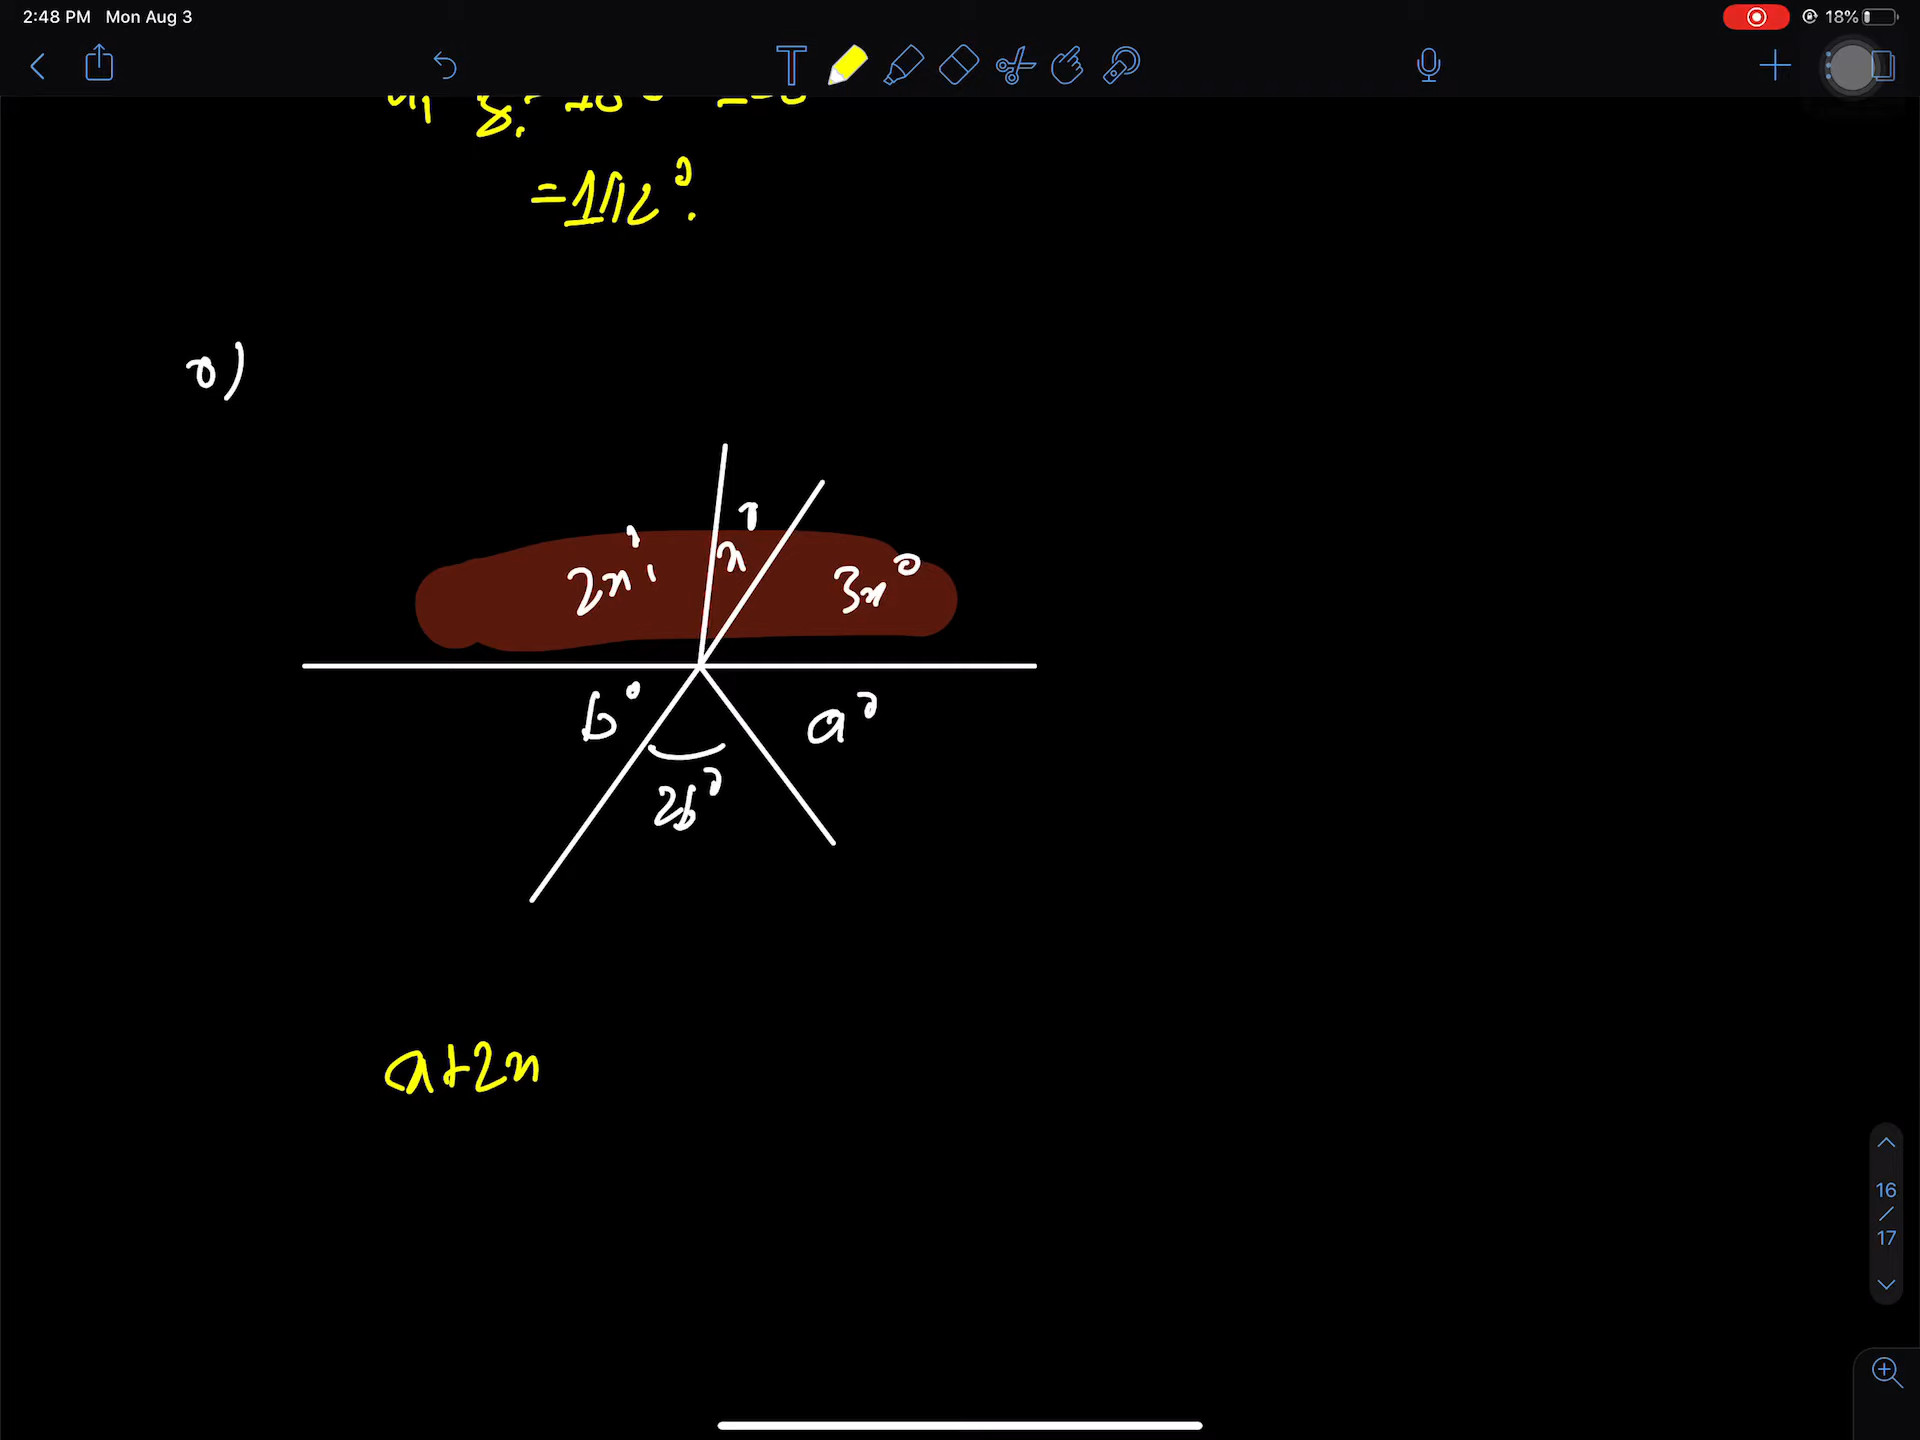 2:48 PM Mon Aug 3
18%
T
=112°.
o)
x°
2x° 3x°
b° a°
2b°
a+2x
16
/
17